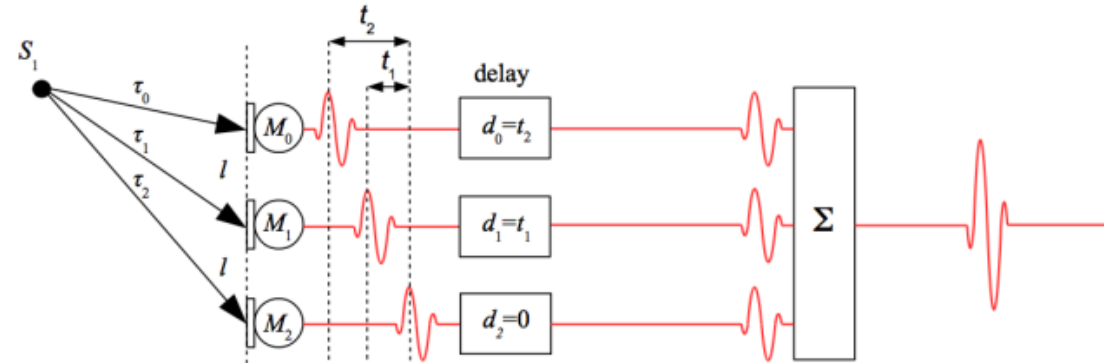 t₂
S₁
t₁
delay
τ₀
M₀
d₀=t₂
τ₁
l
τ₂
M₁
d₁=t₁
Σ
l
M₂
d₂=0